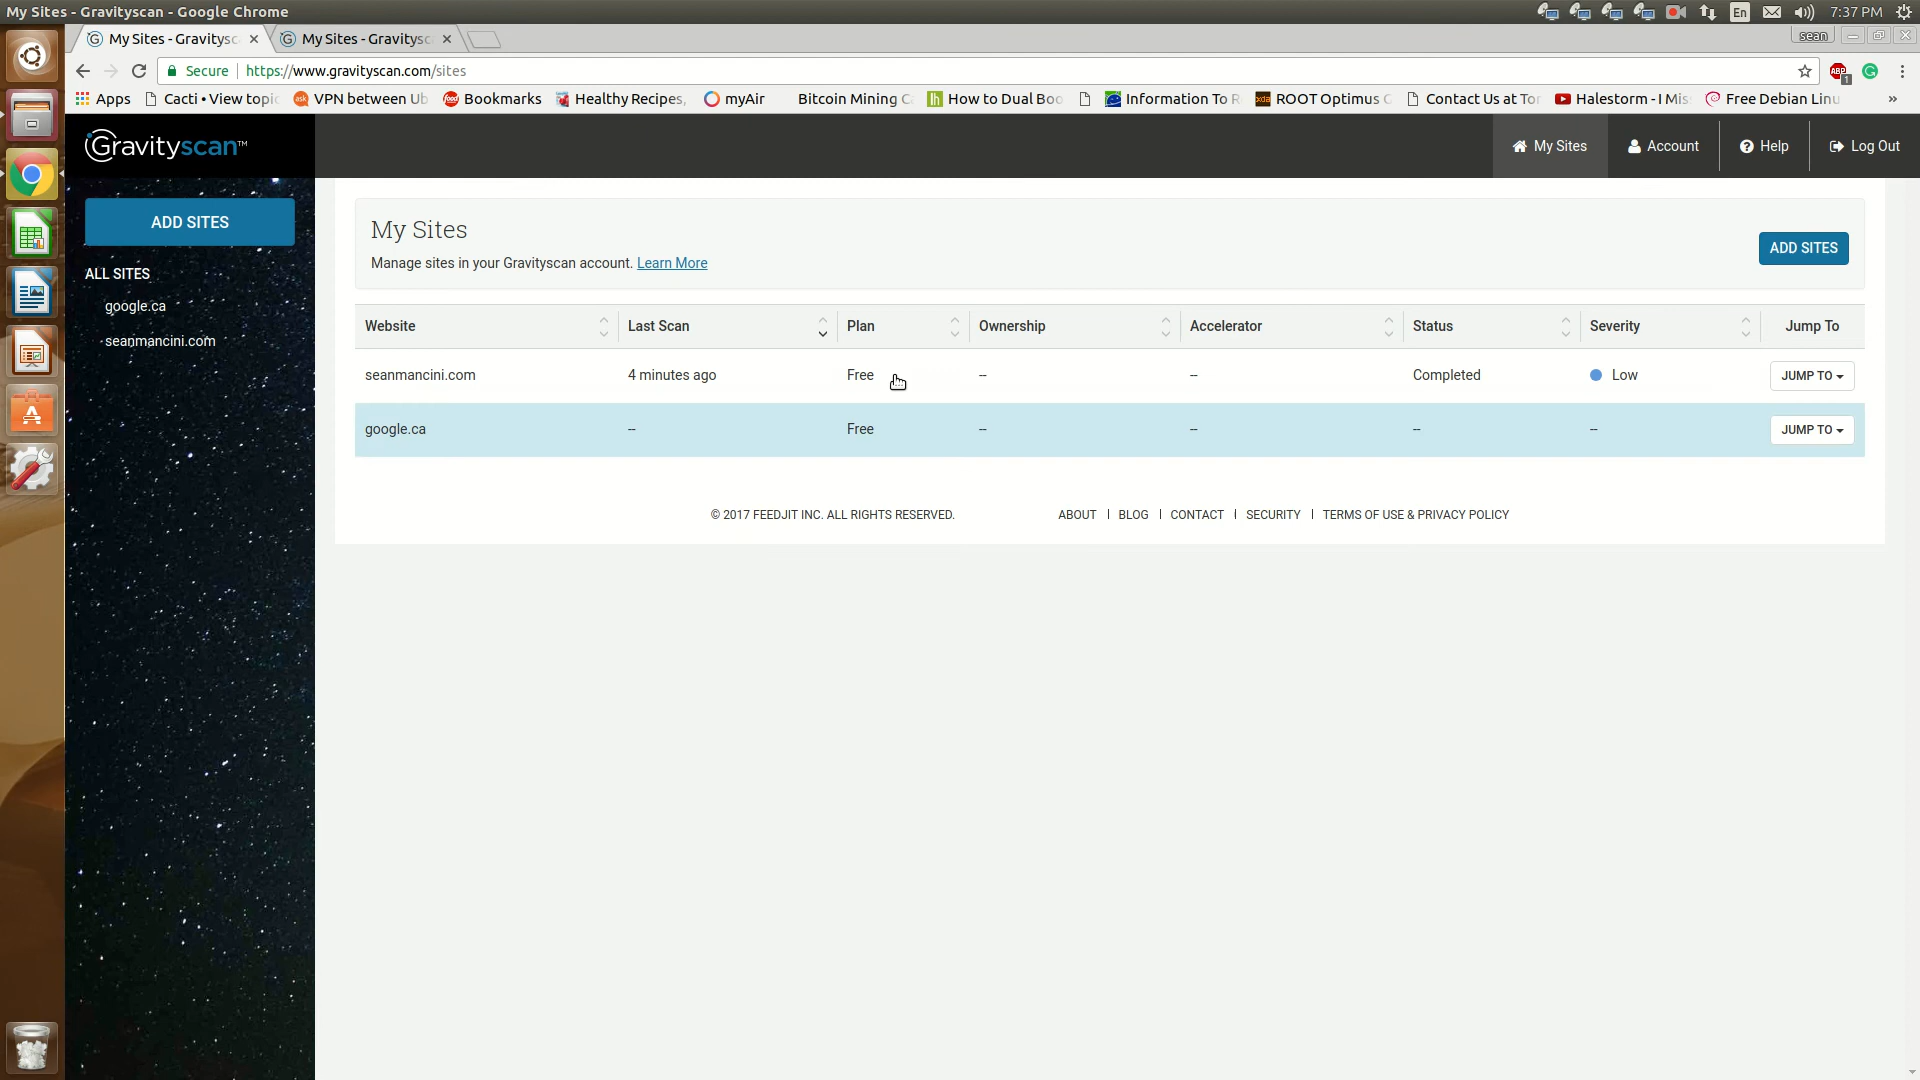 My Sites - Gravityscan - Google Chrome
En
7:37 PM
My Sites - Gravitysc
My Sites - Gravitysc
sean
Secure
https://www.gravityscan.com/sites
ABP
1
Apps
Cacti • View topic
VPN between Ub
Bookmarks
Healthy Recipes,
myAir
Bitcoin Mining C
How to Dual Boo
Information To R
ROOT Optimus G
Contact Us at Tor
Halestorm - I Mis
Free Debian Linu
»
Gravityscan™
My Sites
Account
Help
Log Out
ADD SITES
ALL SITES
google.ca
seanmancini.com
My Sites
Manage sites in your Gravityscan account. Learn More
ADD SITES
Website Last Scan Plan Ownership Accelerator Status Severity Jump To
seanmancini.com 4 minutes ago Free -- -- Completed Low JUMP TO
google.ca -- Free -- -- -- -- JUMP TO
© 2017 FEEDJIT INC. ALL RIGHTS RESERVED.
ABOUT | BLOG | CONTACT | SECURITY | TERMS OF USE & PRIVACY POLICY